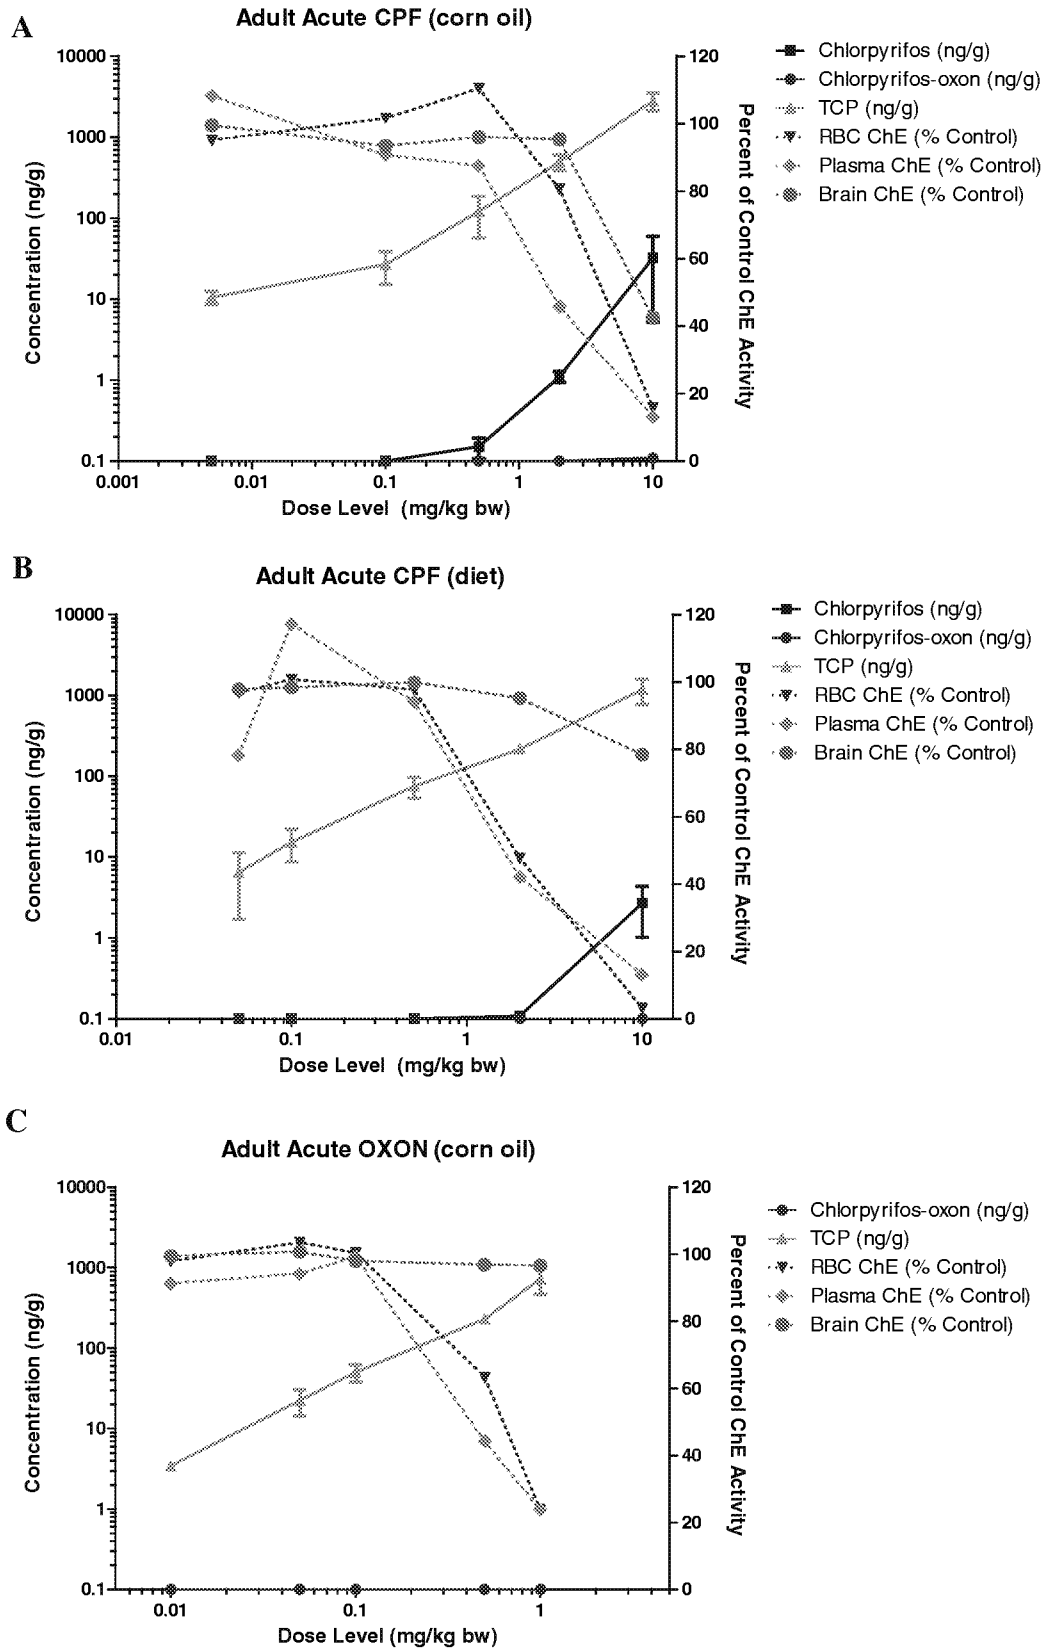 A
Adult Acute CPF (corn oil)
10000
1000
100
10
1
0.1
Concentration (ng/g)
0.001
0.01
0.1
1
10
Dose Level (mg/kg bw)
120
100
80
60
40
20
0
Percent of Control ChE Activity
Chlorpyrifos (ng/g)
Chlorpyrifos-oxon (ng/g)
TCP (ng/g)
RBC ChE (% Control)
Plasma ChE (% Control)
Brain ChE (% Control)
B
Adult Acute CPF (diet)
10000
1000
100
10
1
0.1
Concentration (ng/g)
0.01
0.1
1
10
Dose Level (mg/kg bw)
120
100
80
60
40
20
0
Percent of Control ChE Activity
Chlorpyrifos (ng/g)
Chlorpyrifos-oxon (ng/g)
TCP (ng/g)
RBC ChE (% Control)
Plasma ChE (% Control)
Brain ChE (% Control)
C
Adult Acute OXON (corn oil)
10000
1000
100
10
1
0.1
Concentration (ng/g)
0.01
0.1
1
Dose Level (mg/kg bw)
120
100
80
60
40
20
0
Percent of Control ChE Activity
Chlorpyrifos-oxon (ng/g)
TCP (ng/g)
RBC ChE (% Control)
Plasma ChE (% Control)
Brain ChE (% Control)